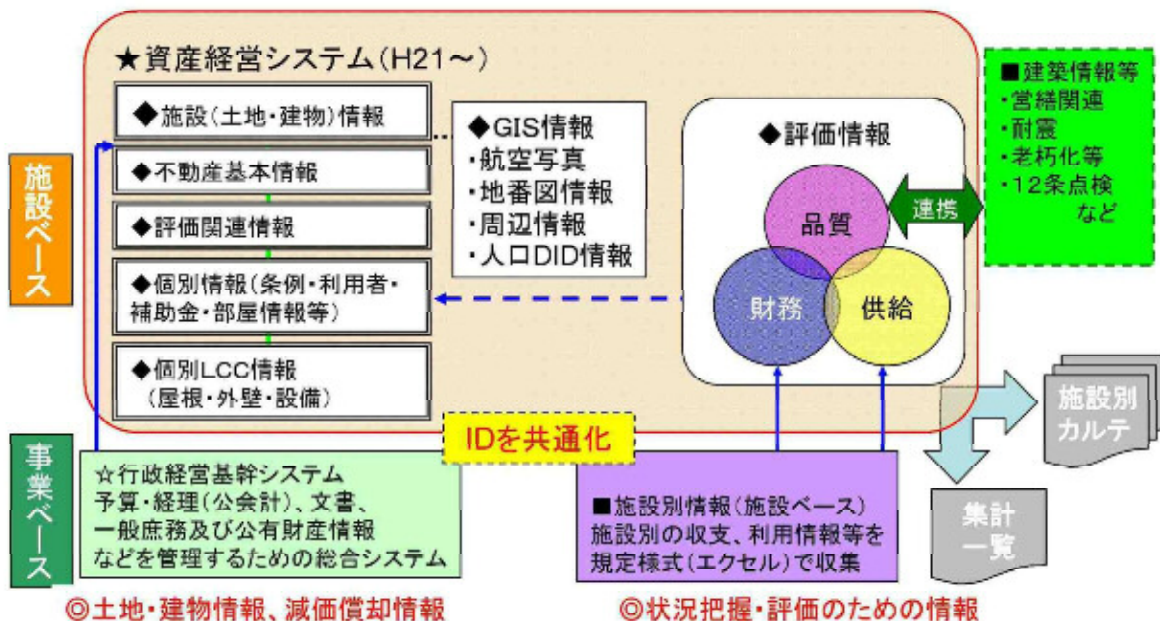 ★資産経営システム(H21～)
◆施設(土地・建物)情報
◆不動産基本情報
◆評価関連情報
◆個別情報(条例・利用者・
補助金・部屋情報等)
◆個別LCC情報
(屋根・外壁・設備)
◆GIS情報
・航空写真
・地番図情報
・周辺情報
・人口DID情報
◆評価情報
品質
財務
供給
連携
■建築情報等
・営繕関連
・耐震
・老朽化等
・12条点検
など
施設ベース
事業ベース
IDを共通化
☆行政経営基幹システム
予算・経理(公会計)、文書、
一般庶務及び公有財産情報
などを管理するための総合システム
■施設別情報(施設ベース)
施設別の収支、利用情報等を
規定様式(エクセル)で収集
施設別
カルテ
集計
一覧
◎土地・建物情報、減価償却情報
◎状況把握・評価のための情報